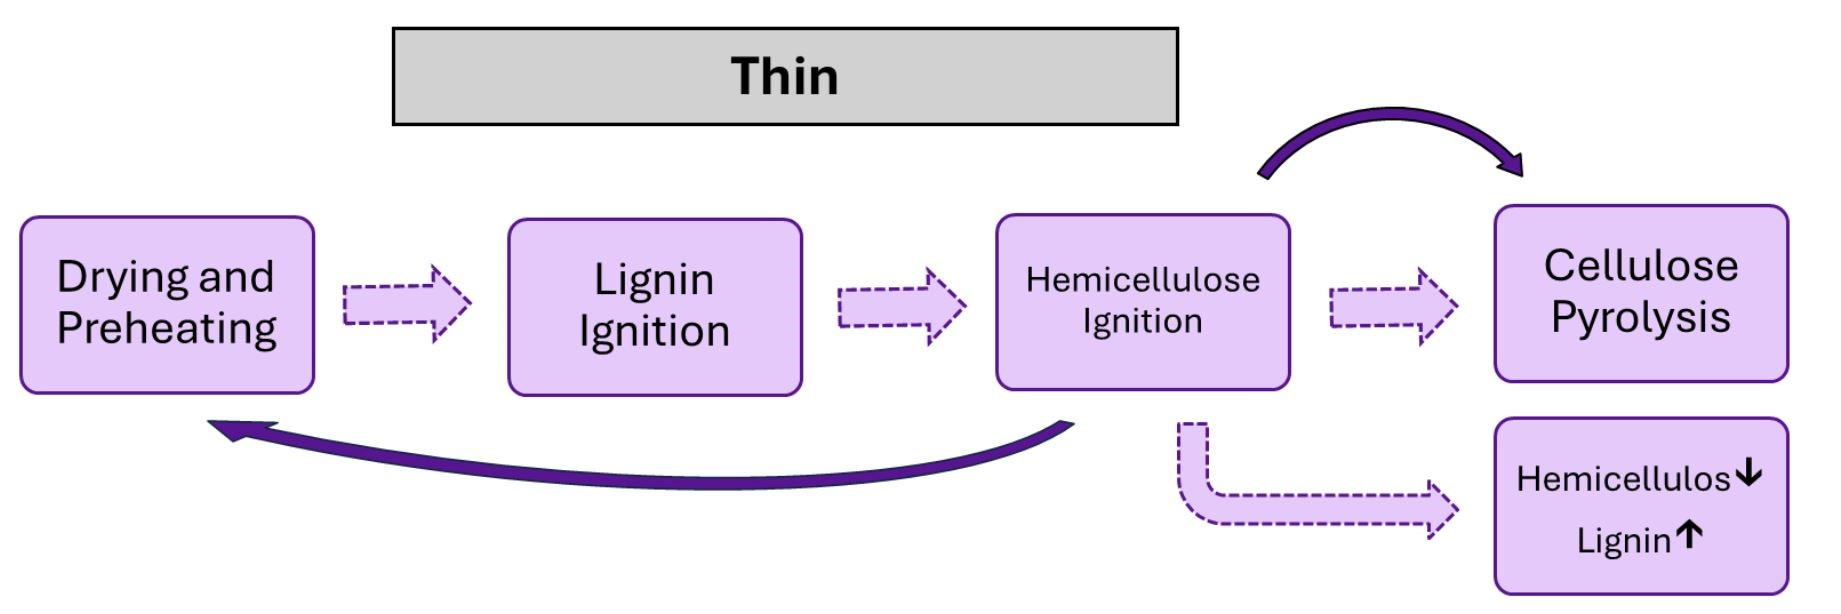 Thin
Drying and
Preheating
Lignin
Ignition
Hemicellulose
Ignition
Cellulose
Pyrolysis
Hemicellulos↓
Lignin↑